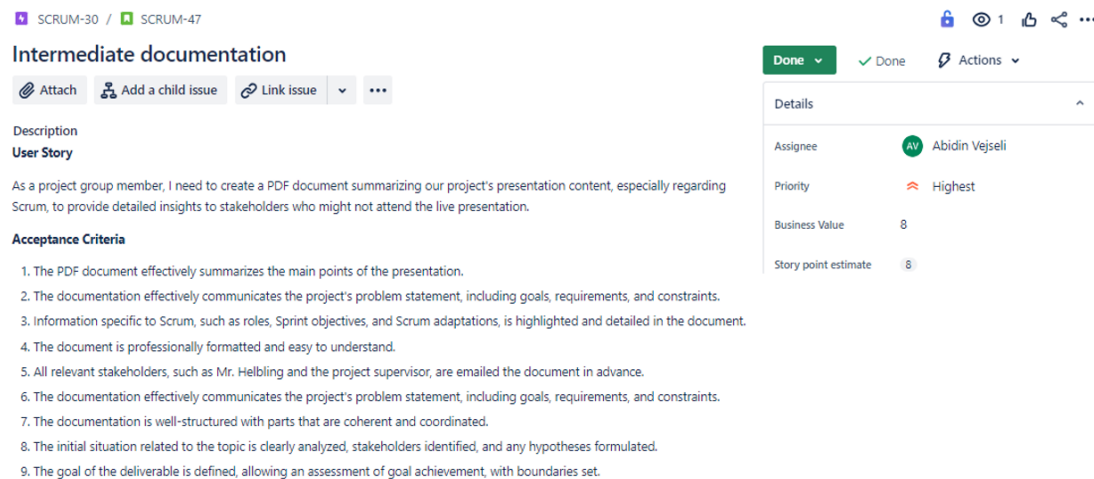 SCRUM-30 / SCRUM-47
1
Intermediate documentation
Done
Done
Actions
Attach
Add a child issue
Link issue
Details
Description
User Story
Assignee
AV
Abidin Vejseli
As a project group member, I need to create a PDF document summarizing our project's presentation content, especially regarding
Scrum, to provide detailed insights to stakeholders who might not attend the live presentation.
Priority
Highest
Business Value
8
Story point estimate
8
Acceptance Criteria
1. The PDF document effectively summarizes the main points of the presentation.
2. The documentation effectively communicates the project's problem statement, including goals, requirements, and constraints.
3. Information specific to Scrum, such as roles, Sprint objectives, and Scrum adaptations, is highlighted and detailed in the document.
4. The document is professionally formatted and easy to understand.
5. All relevant stakeholders, such as Mr. Helbling and the project supervisor, are emailed the document in advance.
6. The documentation effectively communicates the project's problem statement, including goals, requirements, and constraints.
7. The documentation is well-structured with parts that are coherent and coordinated.
8. The initial situation related to the topic is clearly analyzed, stakeholders identified, and any hypotheses formulated.
9. The goal of the deliverable is defined, allowing an assessment of goal achievement, with boundaries set.